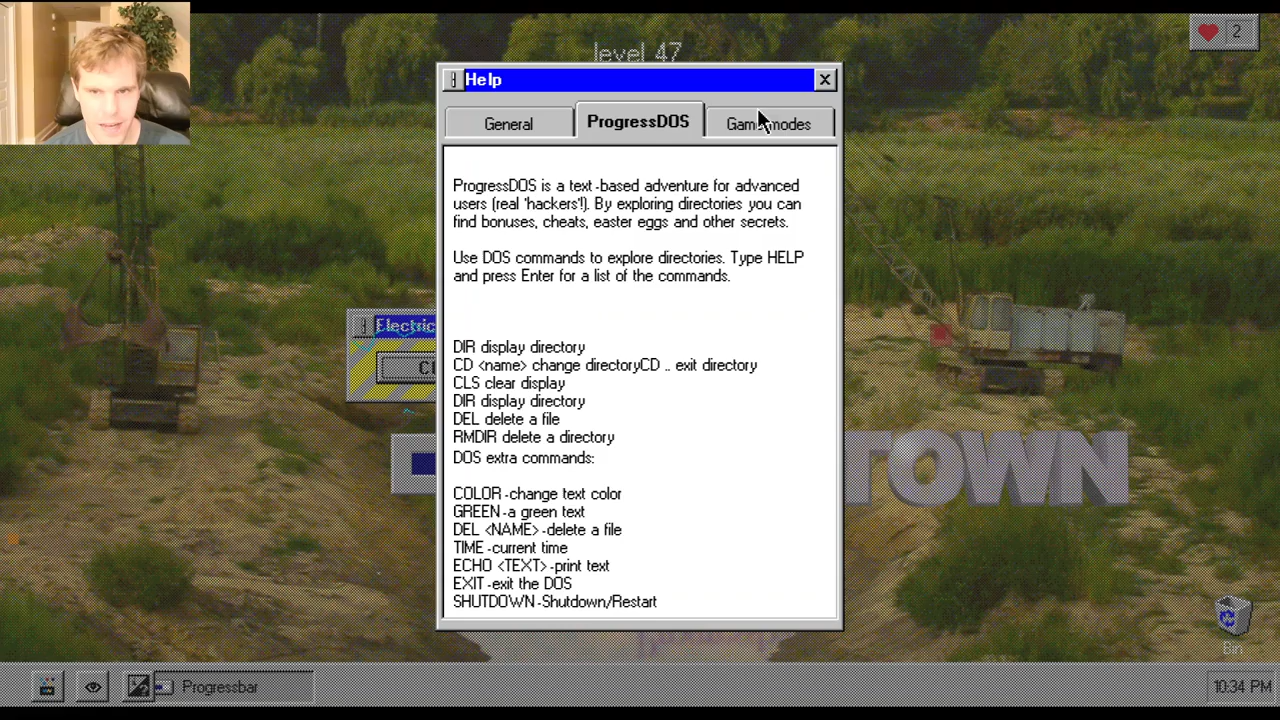 level 47
2
Help
General
ProgressDOS
Game modes
ProgressDOS is a text-based adventure for advanced
users (real 'hackers'!). By exploring directories you can
find bonuses, cheats, easter eggs and other secrets.
Use DOS commands to explore directories. Type HELP
and press Enter for a list of the commands.
Electric
DIR display directory
CD <name> change directoryCD .. exit directory
CLS clear display
DIR display directory
DEL delete a file
RMDIR delete a directory
DOS extra commands:
TOWN
COLOR -change text color
GREEN -a green text
DEL <NAME> -delete a file
TIME -current time
ECHO <TEXT> -print text
EXIT -exit the DOS
SHUTDOWN -Shutdown/Restart
Bin
Progressbar
10:34 PM